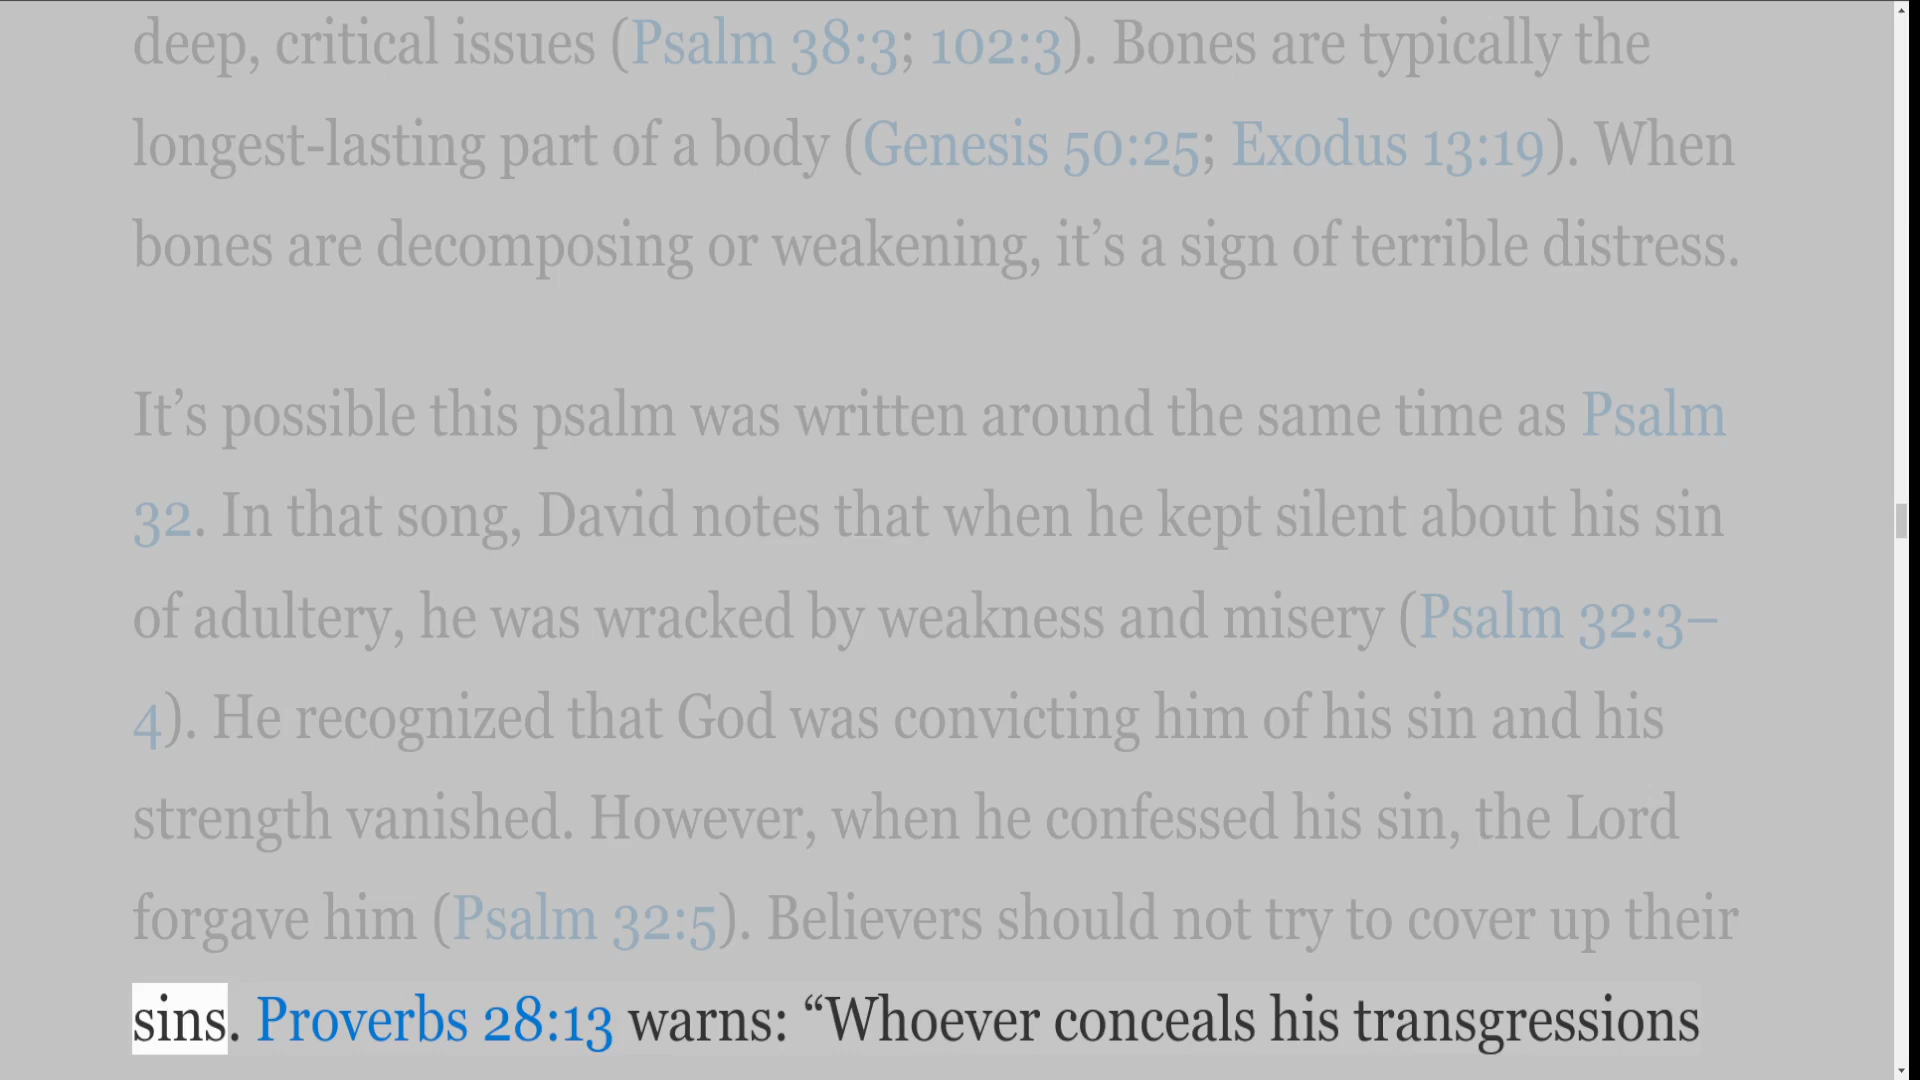 deep, critical issues (Psalm 38:3; 102:3). Bones are typically the
longest-lasting part of a body (Genesis 50:25; Exodus 13:19). When
bones are decomposing or weakening, it’s a sign of terrible distress.
It’s possible this psalm was written around the same time as Psalm
32. In that song, David notes that when he kept silent about his sin
of adultery, he was wracked by weakness and misery (Psalm 32:3–
4). He recognized that God was convicting him of his sin and his
strength vanished. However, when he confessed his sin, the Lord
forgave him (Psalm 32:5). Believers should not try to cover up their
sins. Proverbs 28:13 warns: “Whoever conceals his transgressions